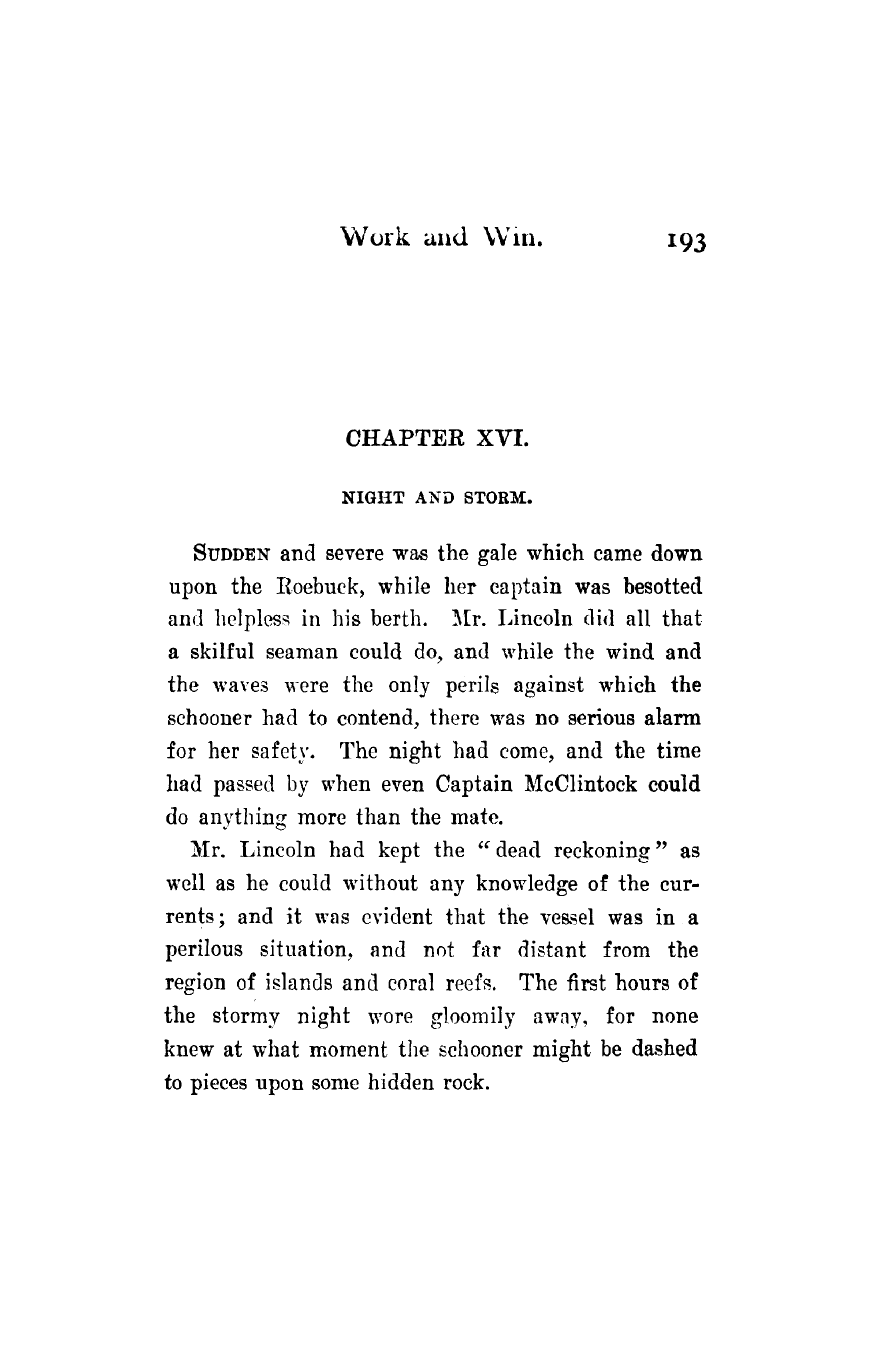 Work and Win. 193
CHAPTER XVI.
NIGHT AND STORM.
SUDDEN and severe was the gale which came down
upon the Roebuck, while her captain was besotted
and helpless in his berth. Mr. Lincoln did all that
a skilful seaman could do, and while the wind and
the waves were the only perils against which the
schooner had to contend, there was no serious alarm
for her safety. The night had come, and the time
had passed by when even Captain McClintock could
do anything more than the mate.
Mr. Lincoln had kept the “dead reckoning” as
well as he could without any knowledge of the cur-
rents; and it was evident that the vessel was in a
perilous situation, and not far distant from the
region of islands and coral reefs. The first hours of
the stormy night wore gloomily away, for none
knew at what moment the schooner might be dashed
to pieces upon some hidden rock.